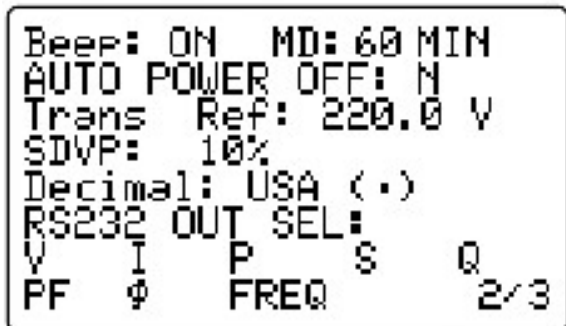 Beep: ON MD: 60 MIN
AUTO POWER OFF: N
Trans Ref: 220.0 V
SDVP: 10%
Decimal: USA (·)
RS232 OUT SEL:
V I P S Q
PF Φ FREQ 2/3